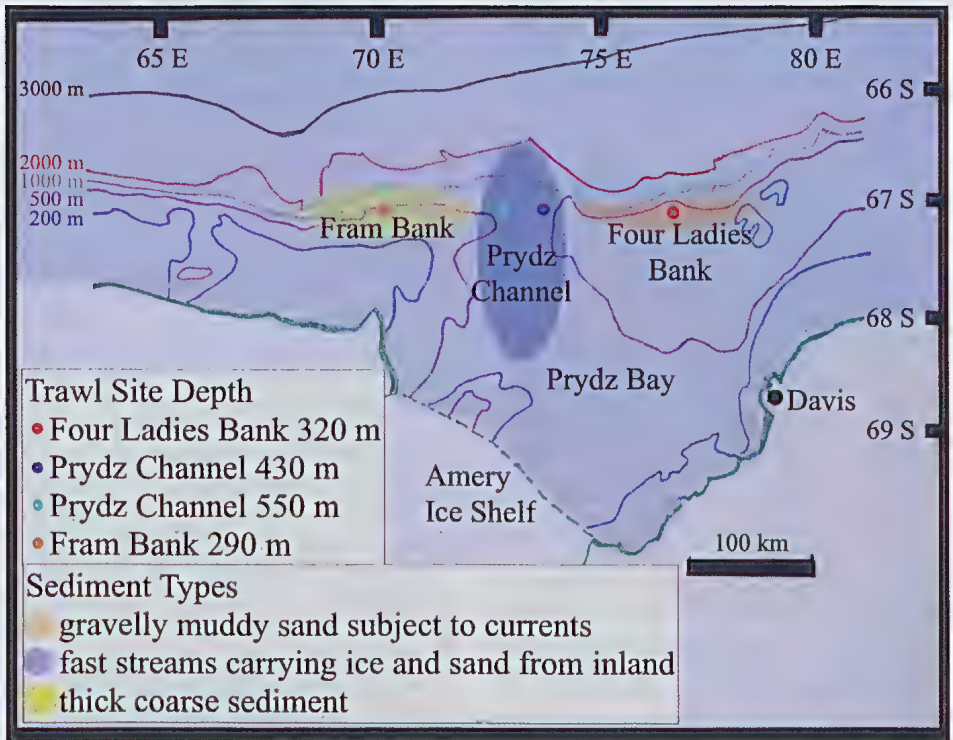 65 E
70 E
75 E
80 E
3000 m
66 S
2000 m
1000 m
500 m
200 m
67 S
Fram Bank
Four Ladies
Bank
Prydz
Channel
68 S
Prydz Bay
Davis
69 S
Amery
Ice Shelf
100 km
Trawl Site Depth
Four Ladies Bank 320 m
Prydz Channel 430 m
Prydz Channel 550 m
Fram Bank 290 m
Sediment Types
gravelly muddy sand subject to currents
fast streams carrying ice and sand from inland
thick coarse sediment